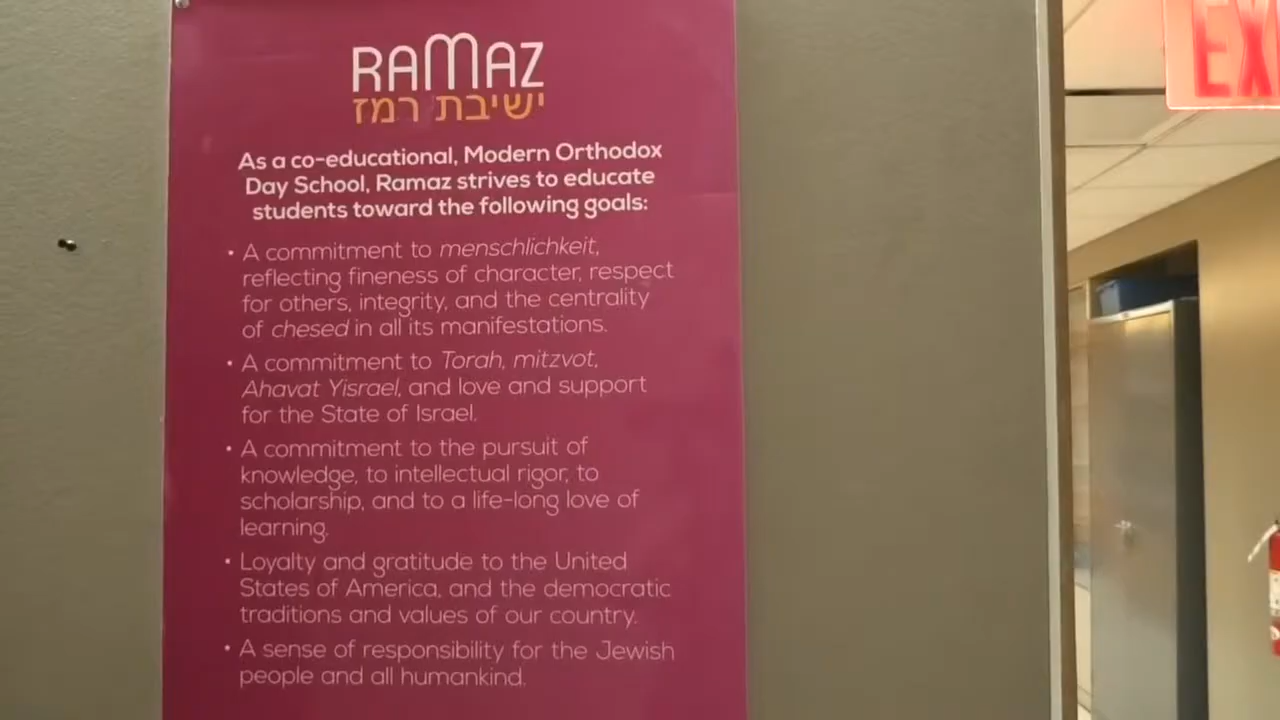 RAMAZ
ישיבת רמז
As a co-educational, Modern Orthodox
Day School, Ramaz strives to educate
students toward the following goals:
• A commitment to menschlichkeit,
reflecting fineness of character, respect
for others, integrity, and the centrality
of chesed in all its manifestations.
• A commitment to Torah, mitzvot,
Ahavat Yisrael, and love and support
for the State of Israel.
• A commitment to the pursuit of
knowledge, to intellectual rigor, to
scholarship, and to a life-long love of
learning.
• Loyalty and gratitude to the United
States of America, and the democratic
traditions and values of our country.
• A sense of responsibility for the Jewish
people and all humankind.
EX